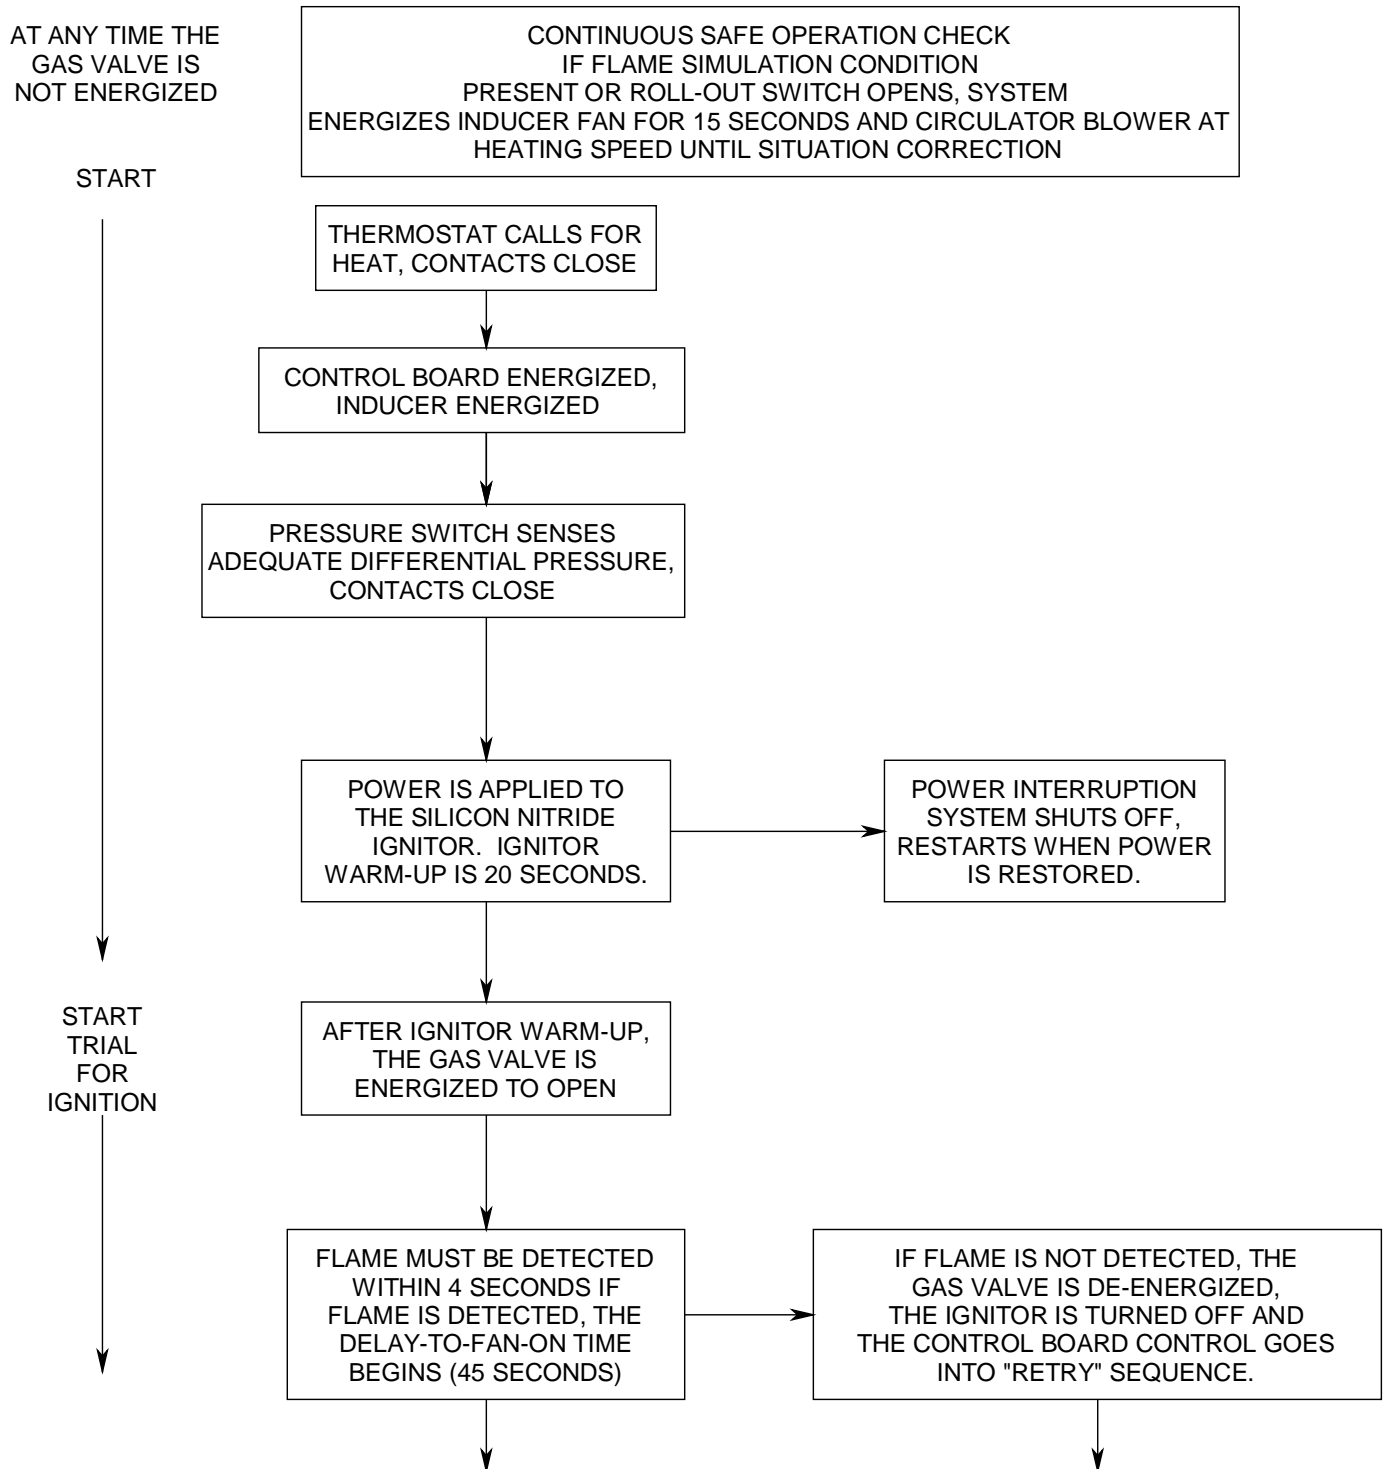 AT ANY TIME THE
GAS VALVE IS
NOT ENERGIZED
CONTINUOUS SAFE OPERATION CHECK
IF FLAME SIMULATION CONDITION
PRESENT OR ROLL-OUT SWITCH OPENS, SYSTEM
ENERGIZES INDUCER FAN FOR 15 SECONDS AND CIRCULATOR BLOWER AT
HEATING SPEED UNTIL SITUATION CORRECTION
START
THERMOSTAT CALLS FOR
HEAT, CONTACTS CLOSE
CONTROL BOARD ENERGIZED,
INDUCER ENERGIZED
PRESSURE SWITCH SENSES
ADEQUATE DIFFERENTIAL PRESSURE,
CONTACTS CLOSE
POWER IS APPLIED TO
THE SILICON NITRIDE
IGNITOR. IGNITOR
WARM-UP IS 20 SECONDS.
POWER INTERRUPTION
SYSTEM SHUTS OFF,
RESTARTS WHEN POWER
IS RESTORED.
START
TRIAL
FOR
IGNITION
AFTER IGNITOR WARM-UP,
THE GAS VALVE IS
ENERGIZED TO OPEN
FLAME MUST BE DETECTED
WITHIN 4 SECONDS IF
FLAME IS DETECTED, THE
DELAY-TO-FAN-ON TIME
BEGINS (45 SECONDS)
IF FLAME IS NOT DETECTED, THE
GAS VALVE IS DE-ENERGIZED,
THE IGNITOR IS TURNED OFF AND
THE CONTROL BOARD CONTROL GOES
INTO "RETRY" SEQUENCE.